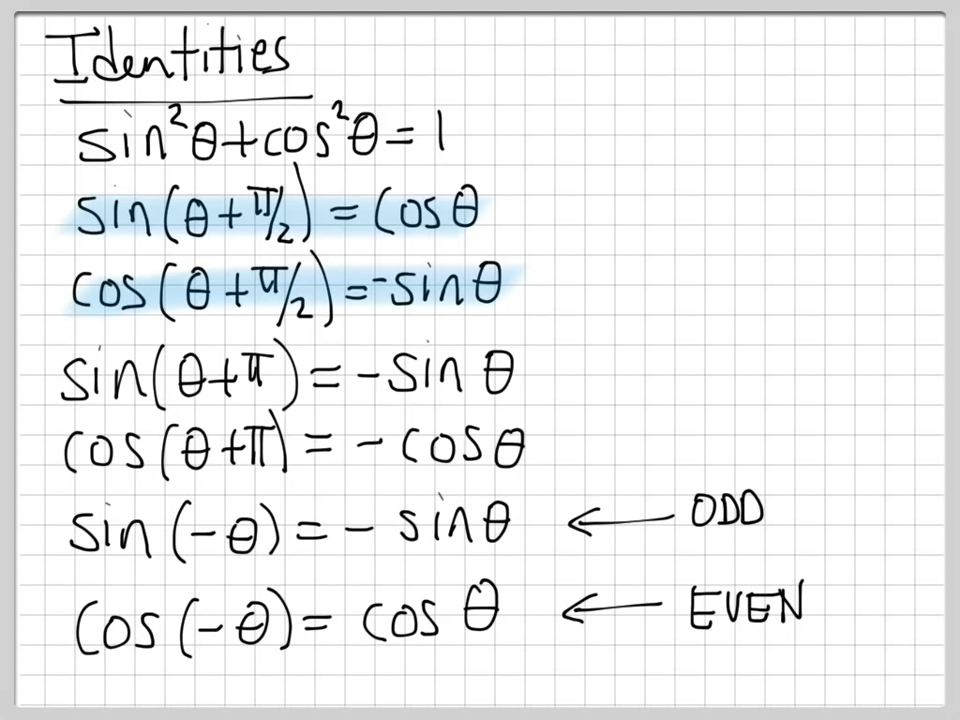 Identities
sin²θ+cos²θ=1
sin(θ+π/2)=cosθ
cos(θ+π/2)=-sinθ
sin(θ+π)=-sinθ
cos(θ+π)=-cosθ
sin(-θ)=-sinθ ← ODD
cos(-θ)=cosθ ← EVEN